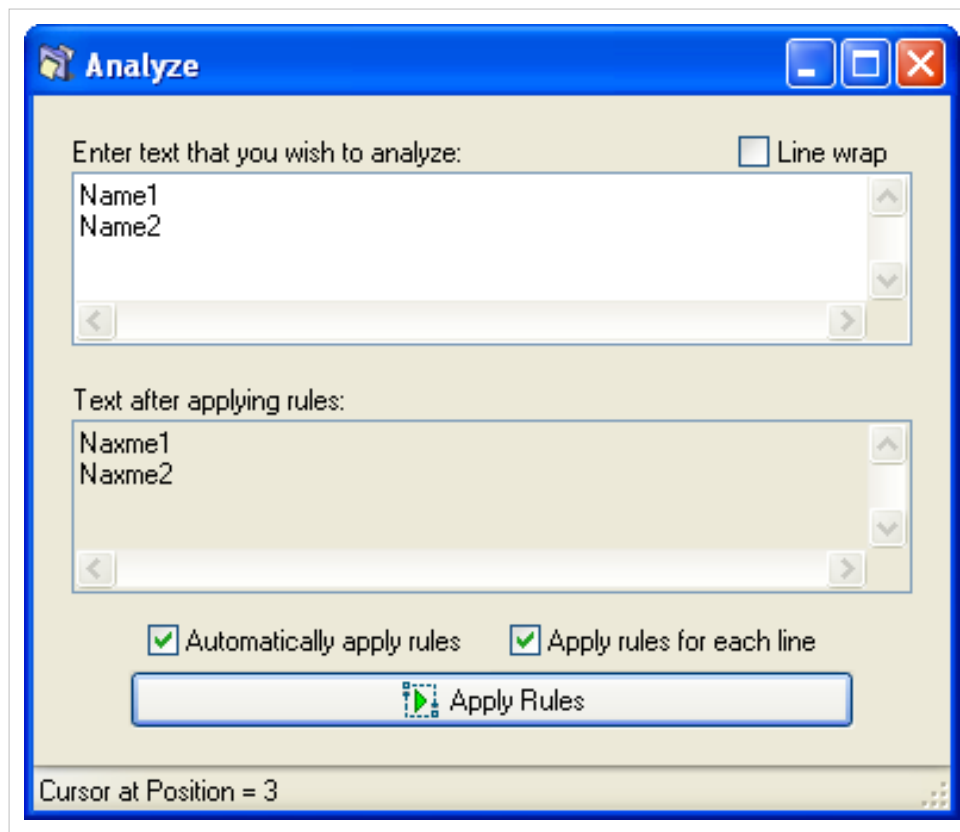 Analyze
Enter text that you wish to analyze: Line wrap
Name1
Name2
Text after applying rules:
Naxme1
Naxme2
Automatically apply rules Apply rules for each line
Apply Rules
Cursor at Position = 3